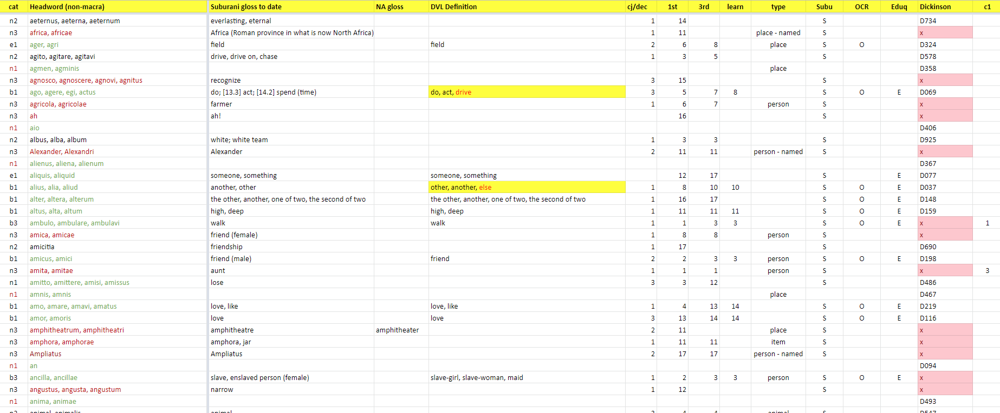 cat Headword (non-macra) Suburani gloss to date NA gloss DVL Definition cj/dec 1st 3rd learn type Subu OCR Eduq Dickinson c1
n2 aeternus, aeterna, aeternum everlasting, eternal 1 14 S D734
n3 africa, africae Africa (Roman province in what is now North Africa) 1 11 place - named S x
e1 ager, agri field field 2 6 8 place S O D324
n2 agito, agitare, agitavi drive, drive on, chase 1 3 5 S D578
n1 agmen, agminis place D358
n3 agnosco, agnoscere, agnovi, agnitus recognize 3 15 S x
b1 ago, agere, egi, actus do; [13.3] act; [14.2] spend (time) do, act, drive 3 5 7 8 S O E D069
n3 agricola, agricolae farmer 1 6 7 person S x
n3 ah ah! 16 S x
n1 aio D406
n2 albus, alba, album white; white team 1 3 3 S D925
n3 Alexander, Alexandri Alexander 2 11 11 person - named S x
n1 alienus, aliena, alienum D367
e1 aliquis, aliquid someone, something someone, something 12 17 S E D077
b1 alius, alia, aliud another, other other, another, else 1 8 10 10 S O E D037
b1 alter, altera, alterum the other, another, one of two, the second of two the other, another, one of two, the second of two 1 16 17 S O E D148
b1 altus, alta, altum high, deep high, deep 1 11 11 11 S O E D159
b3 ambulo, ambulare, ambulavi walk walk 1 1 3 3 S O E x 1
n3 amica, amicae friend (female) 1 8 8 person S x
n2 amicitia friendship 1 17 S D690
b1 amicus, amici friend (male) friend 2 2 3 3 person S O E D198
n3 amita, amitae aunt 1 1 1 person S x 3
n1 amitto, amittere, amisi, amissus lose 3 3 12 S D486
n1 amnis, amnis place D467
b1 amo, amare, amavi, amatus love, like love, like 1 4 13 14 S O E D219
b1 amor, amoris love love 3 13 14 14 S O E D116
n3 amphitheatrum, amphitheatri amphitheatre amphitheater 2 11 place S x
n3 amphora, amphorae amphora, jar 1 11 11 item S x
n3 Ampliatus Ampliatus 2 17 17 person - named S x
n1 an D094
b3 ancilla, ancillae slave, enslaved person (female) slave-girl, slave-woman, maid 1 2 3 3 person S O E x
n3 angustus, angusta, angustum narrow 1 12 S x
n1 anima, animae D493